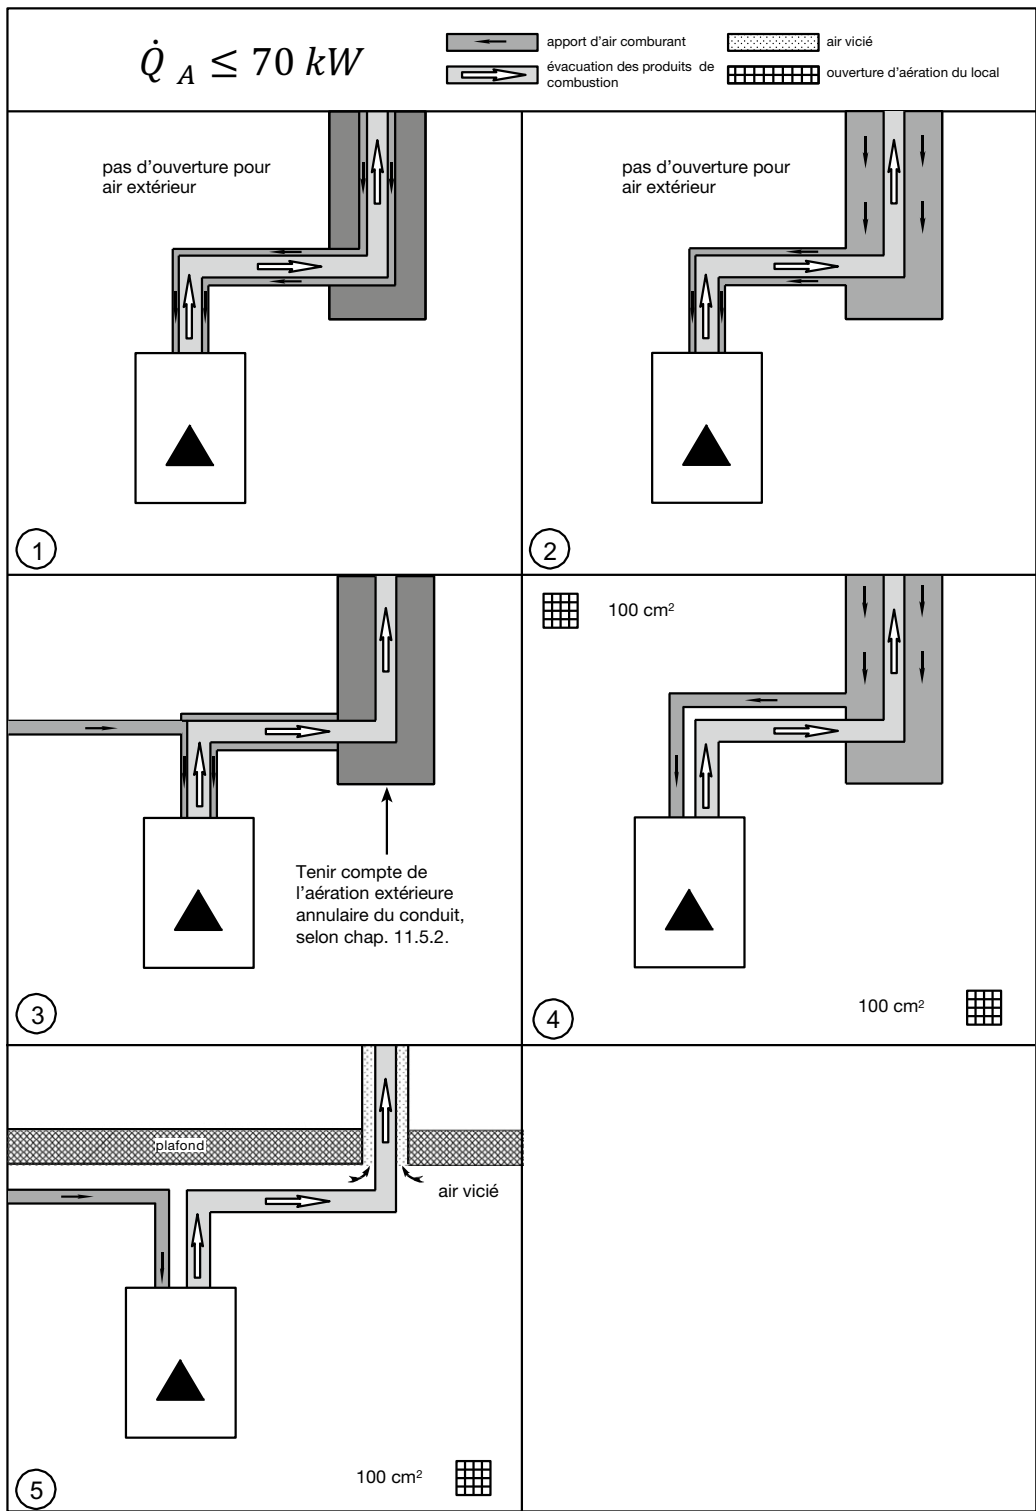 Q̇ A ≤ 70 kW
apport d'air comburant
évacuation des produits de
combustion
air vicié
ouverture d'aération du local
pas d'ouverture pour
air extérieur
1
pas d'ouverture pour
air extérieur
2
Tenir compte de
l'aération extérieure
annulaire du conduit,
selon chap. 11.5.2.
3
100 cm²
100 cm²
4
plafond
air vicié
100 cm²
5